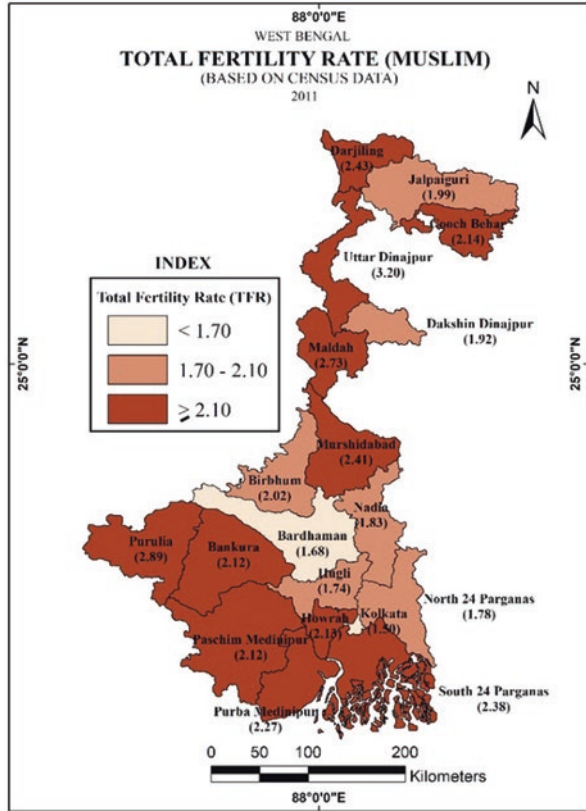 88°0'0"E
WEST BENGAL
TOTAL FERTILITY RATE (MUSLIM)
(BASED ON CENSUS DATA)
2011
N
Darjiling
(2.43)
Jalpaiguri
(1.99)
Cooch Behar
(2.14)
Uttar Dinajpur
(3.20)
INDEX
Total Fertility Rate (TFR)
< 1.70
1.70 - 2.10
≥ 2.10
Dakshin Dinajpur
(1.92)
Maldah
(2.73)
25°0'0"N
25°0'0"N
Murshidabad
(2.41)
Birbhum
(2.02)
Nadia
(1.83)
Bardhaman
(1.68)
Purulia
(2.89)
Bankura
(2.12)
Hugli
(1.74)
North 24 Parganas
(1.78)
Howrah
(2.13)
Kolkata
(1.50)
Paschim Medinipur
(2.12)
South 24 Parganas
(2.38)
Purba Medinipur
(2.27)
0 50 100 200
Kilometers
88°0'0"E